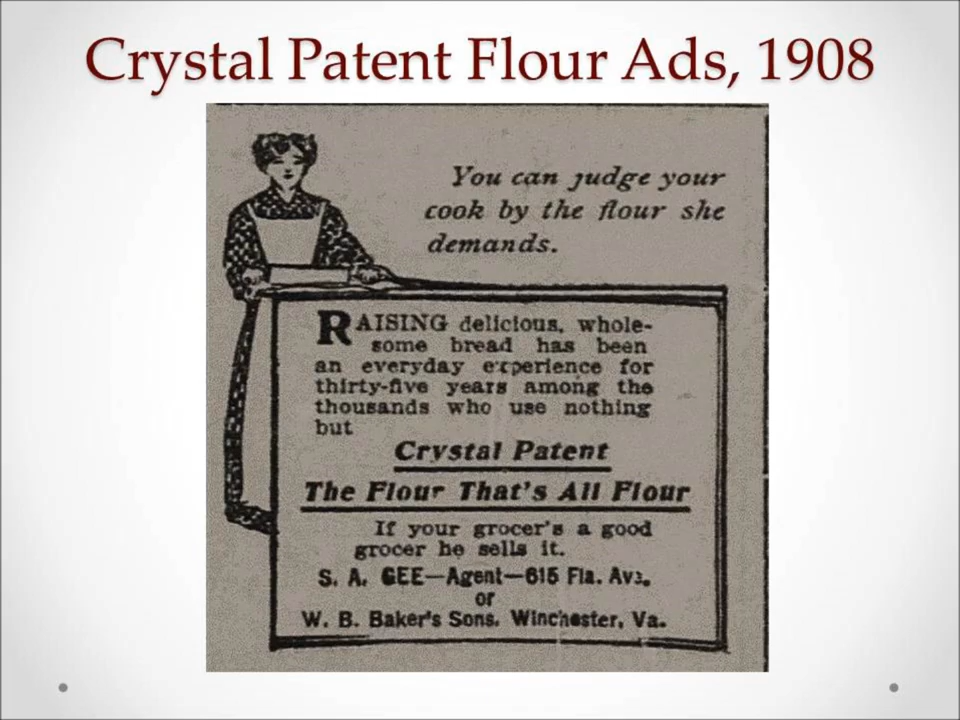 Crystal Patent Flour Ads, 1908
You can judge your
cook by the flour she
demands.
RAISING delicious, whole-
some bread has been
an everyday experience for
thirty-five years among the
thousands who use nothing
but
Crystal Patent
The Flour That's All Flour
If your grocer's a good
grocer he sells it.
S. A. GEE—Agent—615 Fla. Ave.
or
W. B. Baker's Sons, Winchester, Va.